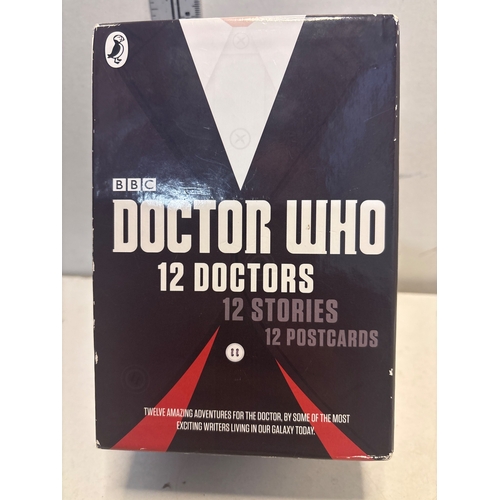 BBC
DOCTOR WHO
12 DOCTORS
12 STORIES
12 POSTCARDS
TWELVE AMAZING ADVENTURES FOR THE DOCTOR, BY SOME OF THE MOST
EXCITING WRITERS LIVING IN OUR GALAXY TODAY.